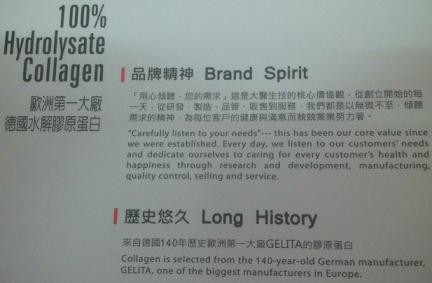 100%
Hydrolysate
Collagen
歐洲第一大廠
德國水解膠原蛋白
品牌精神 Brand Spirit
「用心傾聽，您的需求」這是大醫生技的核心價值觀，從創立開始的每
一天，從研發、製造、品管、販售到服務，我們都是以無微不至，傾聽
需求的精神，為每位客戶的健康與滿意而兢兢業業努力著。
"Carefully listen to your needs"--- this has been our core value since
we were established. Every day, we listen to our customers' needs
and dedicate ourselves to caring for every customer's health and
happiness through research and development, manufacturing,
quality control, selling and service.
歷史悠久 Long History
來自德國140年歷史歐洲第一大廠GELITA的膠原蛋白
Collagen is selected from the 140-year-old German manufacturer,
GELITA, one of the biggest manufacturers in Europe.